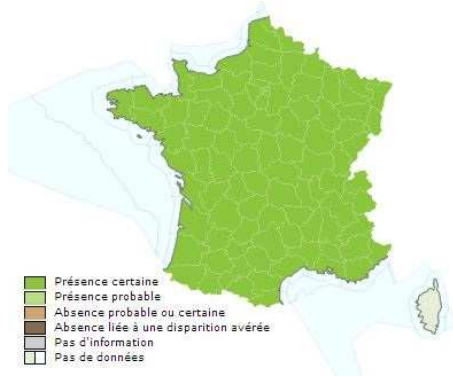 Présence certaine
Présence probable
Absence probable ou certaine
Absence liée à une disparition avérée
Pas d'information
Pas de données